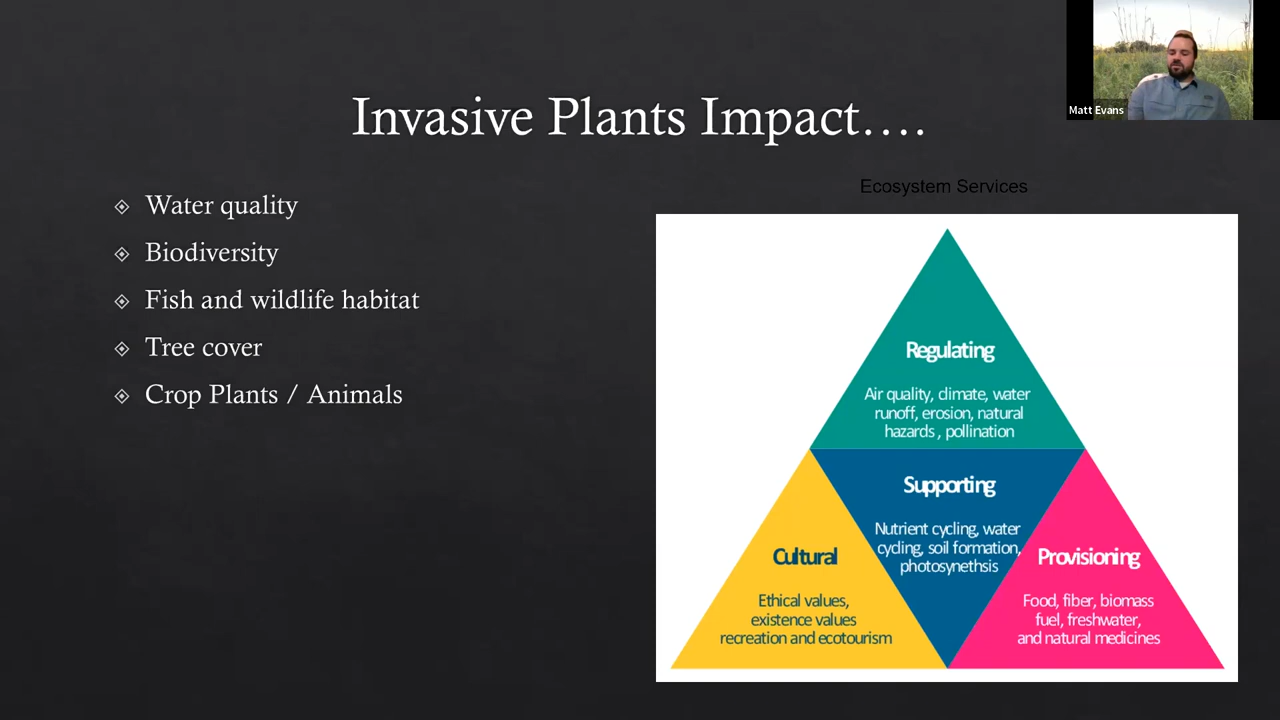 Matt Evans
Invasive Plants Impact....
Water quality
Biodiversity
Fish and wildlife habitat
Tree cover
Crop Plants / Animals
Ecosystem Services
Regulating
Air quality, climate, water
runoff, erosion, natural
hazards , pollination
Supporting
Nutrient cycling, water
cycling, soil formation,
photosynethsis
Cultural
Ethical values,
existence values
recreation and ecotourism
Provisioning
Food, fiber, biomass
fuel, freshwater,
and natural medicines